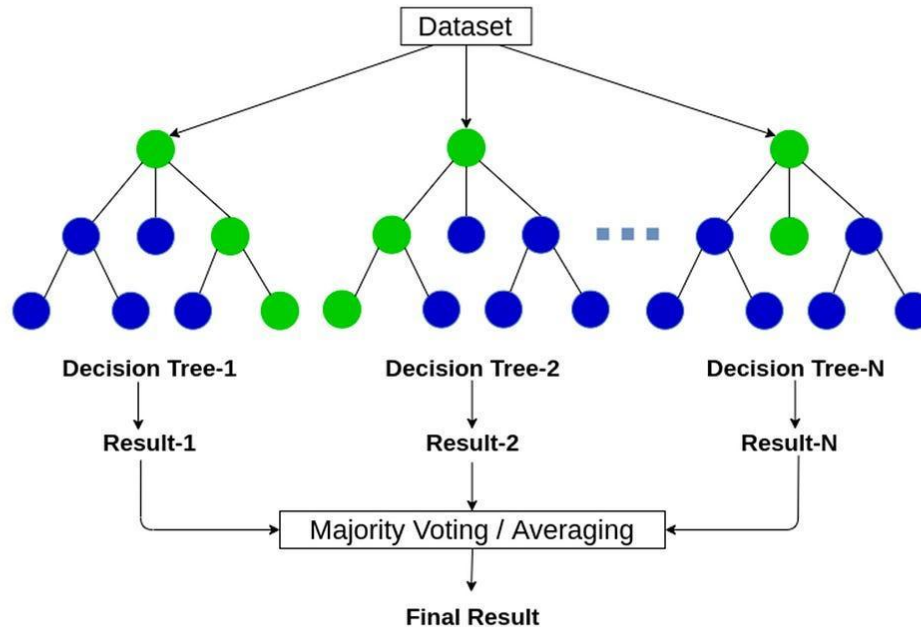 Dataset
Decision Tree-1
Decision Tree-2
Decision Tree-N
Result-1
Result-2
Result-N
Majority Voting / Averaging
Final Result